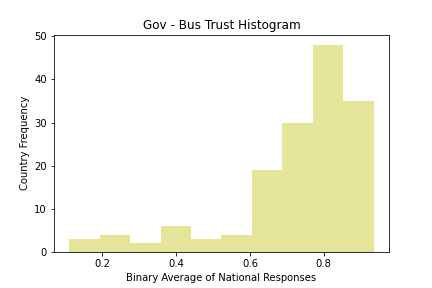 Gov - Bus Trust Histogram
50
40
30
20
10
0
Country Frequency
0.2 0.4 0.6 0.8
Binary Average of National Responses